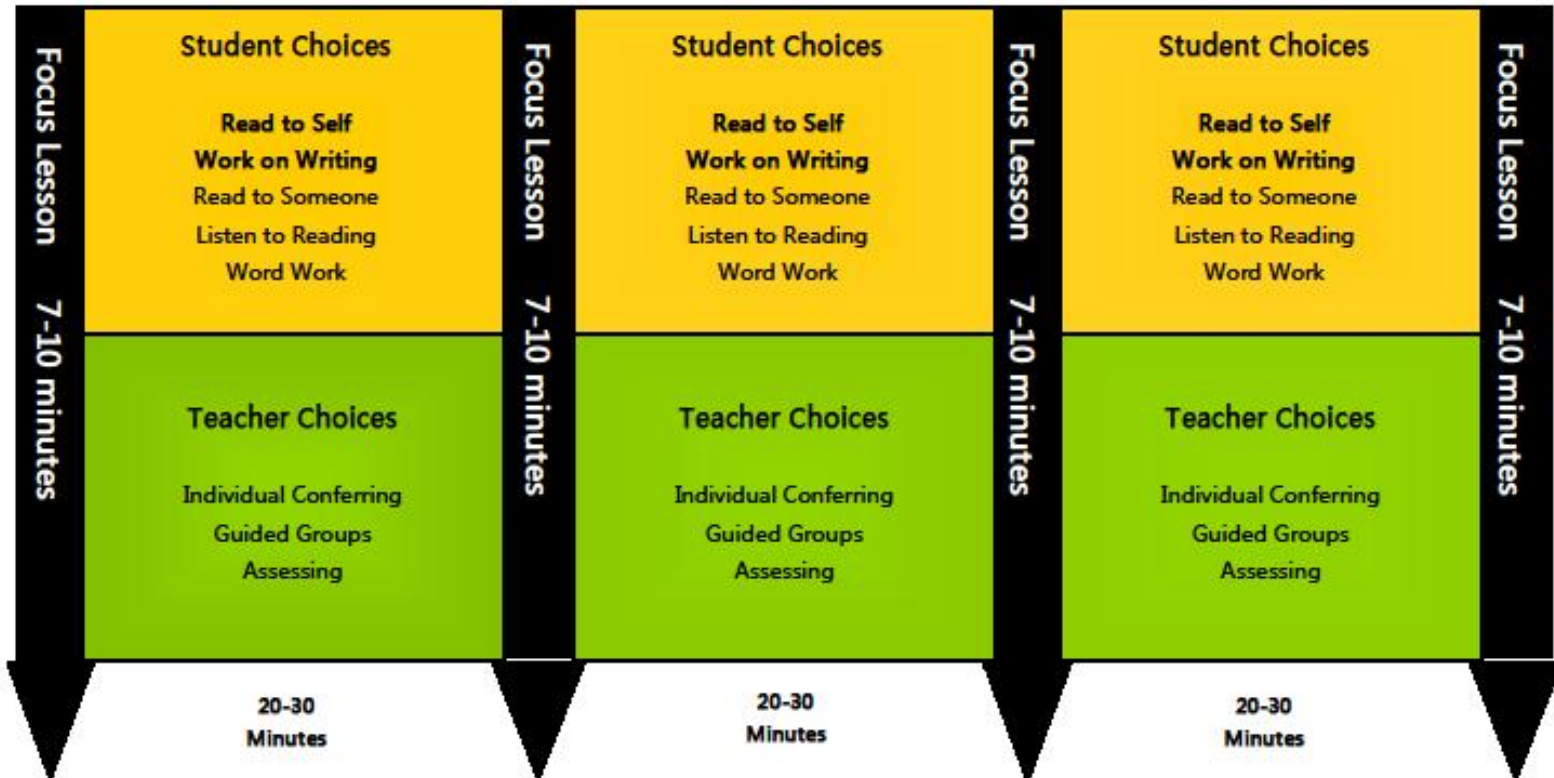 Focus Lesson 7-10 minutes
Student Choices
Read to Self
Work on Writing
Read to Someone
Listen to Reading
Word Work
Teacher Choices
Individual Conferring
Guided Groups
Assessing
20-30
Minutes
Focus Lesson 7-10 minutes
Student Choices
Read to Self
Work on Writing
Read to Someone
Listen to Reading
Word Work
Teacher Choices
Individual Conferring
Guided Groups
Assessing
20-30
Minutes
Focus Lesson 7-10 minutes
Student Choices
Read to Self
Work on Writing
Read to Someone
Listen to Reading
Word Work
Teacher Choices
Individual Conferring
Guided Groups
Assessing
20-30
Minutes
Focus Lesson 7-10 minutes